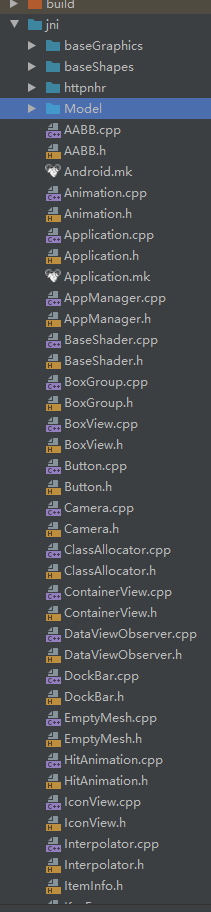 build
jni
baseGraphics
baseShapes
httpnhr
Model
AABB.cpp
AABB.h
Android.mk
Animation.cpp
Animation.h
Application.cpp
Application.h
Application.mk
AppManager.cpp
AppManager.h
BaseShader.cpp
BaseShader.h
BoxGroup.cpp
BoxGroup.h
BoxView.cpp
BoxView.h
Button.cpp
Button.h
Camera.cpp
Camera.h
ClassAllocator.cpp
ClassAllocator.h
ContainerView.cpp
ContainerView.h
DataViewObserver.cpp
DataViewObserver.h
DockBar.cpp
DockBar.h
EmptyMesh.cpp
EmptyMesh.h
HitAnimation.cpp
HitAnimation.h
IconView.cpp
IconView.h
Interpolator.cpp
Interpolator.h
ItemInfo.h